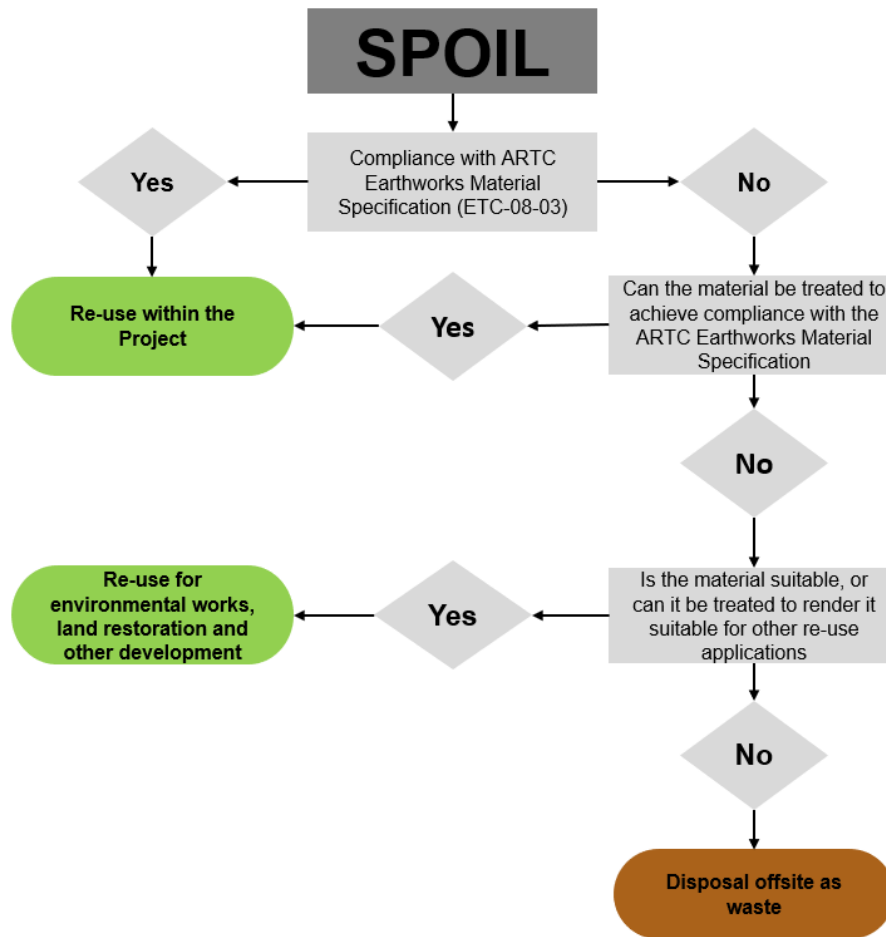 SPOIL
Compliance with ARTC
Earthworks Material
Specification (ETC-08-03)
Yes
No
Re-use within the
Project
Yes
Can the material be treated to
achieve compliance with the
ARTC Earthworks Material
Specification
No
Re-use for
environmental works,
land restoration and
other development
Yes
Is the material suitable, or
can it be treated to render it
suitable for other re-use
applications
No
Disposal offsite as
waste